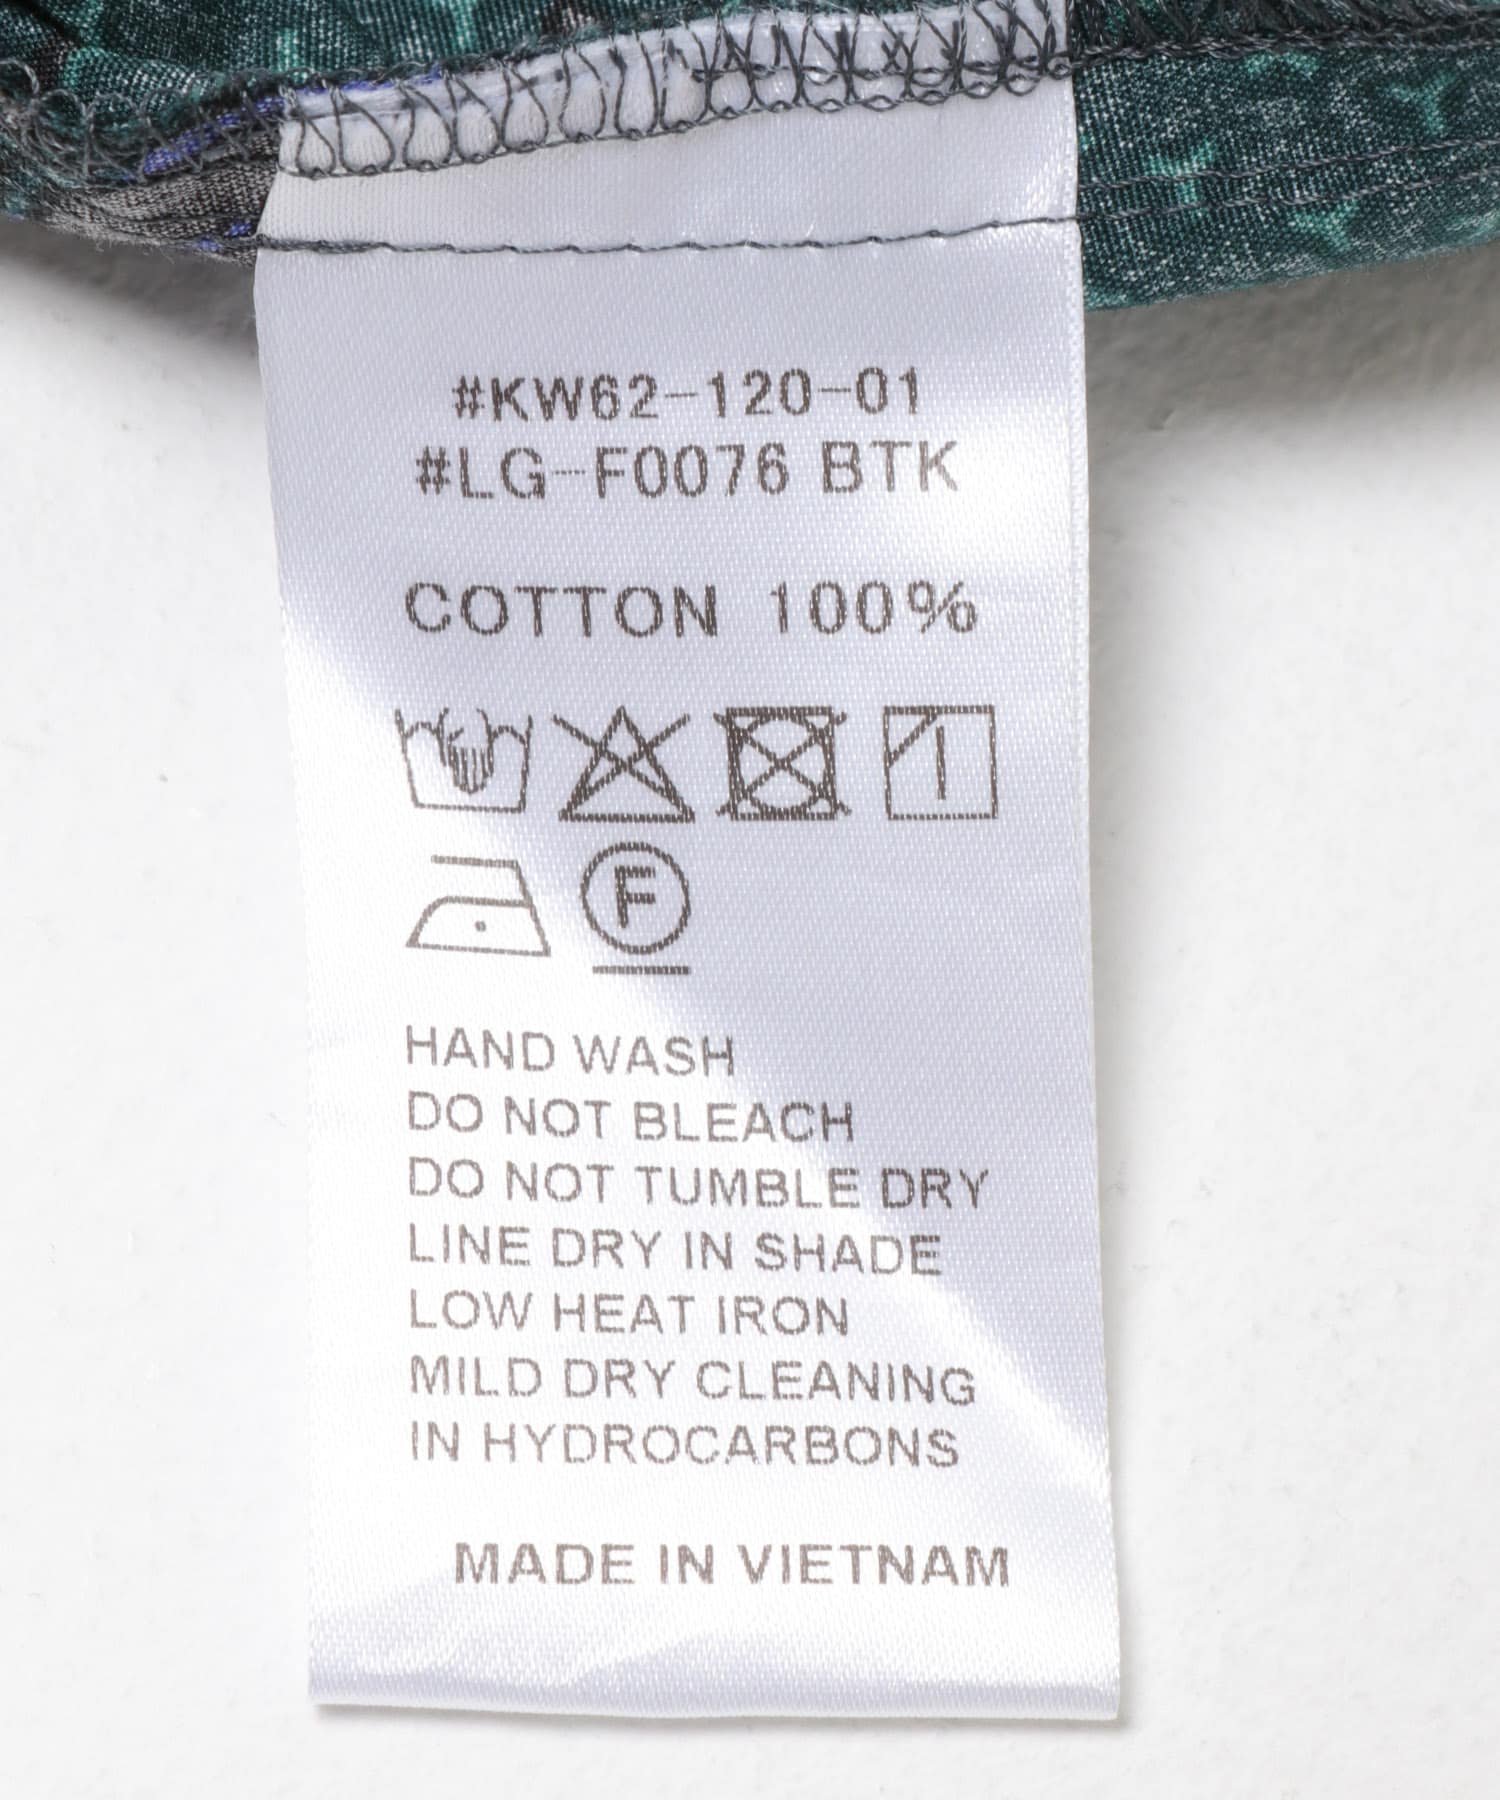 #KW62-120-01
#LG-F0076 BTK
COTTON 100%
F
HAND WASH
DO NOT BLEACH
DO NOT TUMBLE DRY
LINE DRY IN SHADE
LOW HEAT IRON
MILD DRY CLEANING
IN HYDROCARBONS
MADE IN VIETNAM